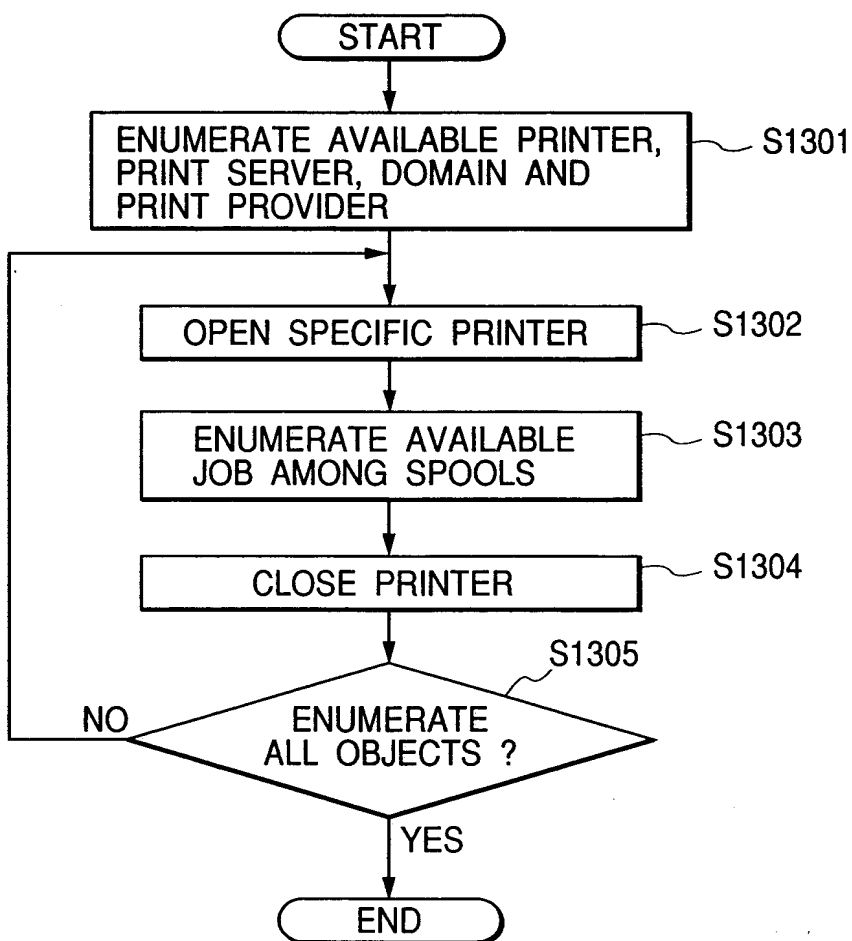 START
ENUMERATE AVAILABLE PRINTER,
PRINT SERVER, DOMAIN AND
PRINT PROVIDER
S1301
OPEN SPECIFIC PRINTER
S1302
ENUMERATE AVAILABLE
JOB AMONG SPOOLS
S1303
CLOSE PRINTER
S1304
S1305
ENUMERATE
ALL OBJECTS ?
NO
YES
END